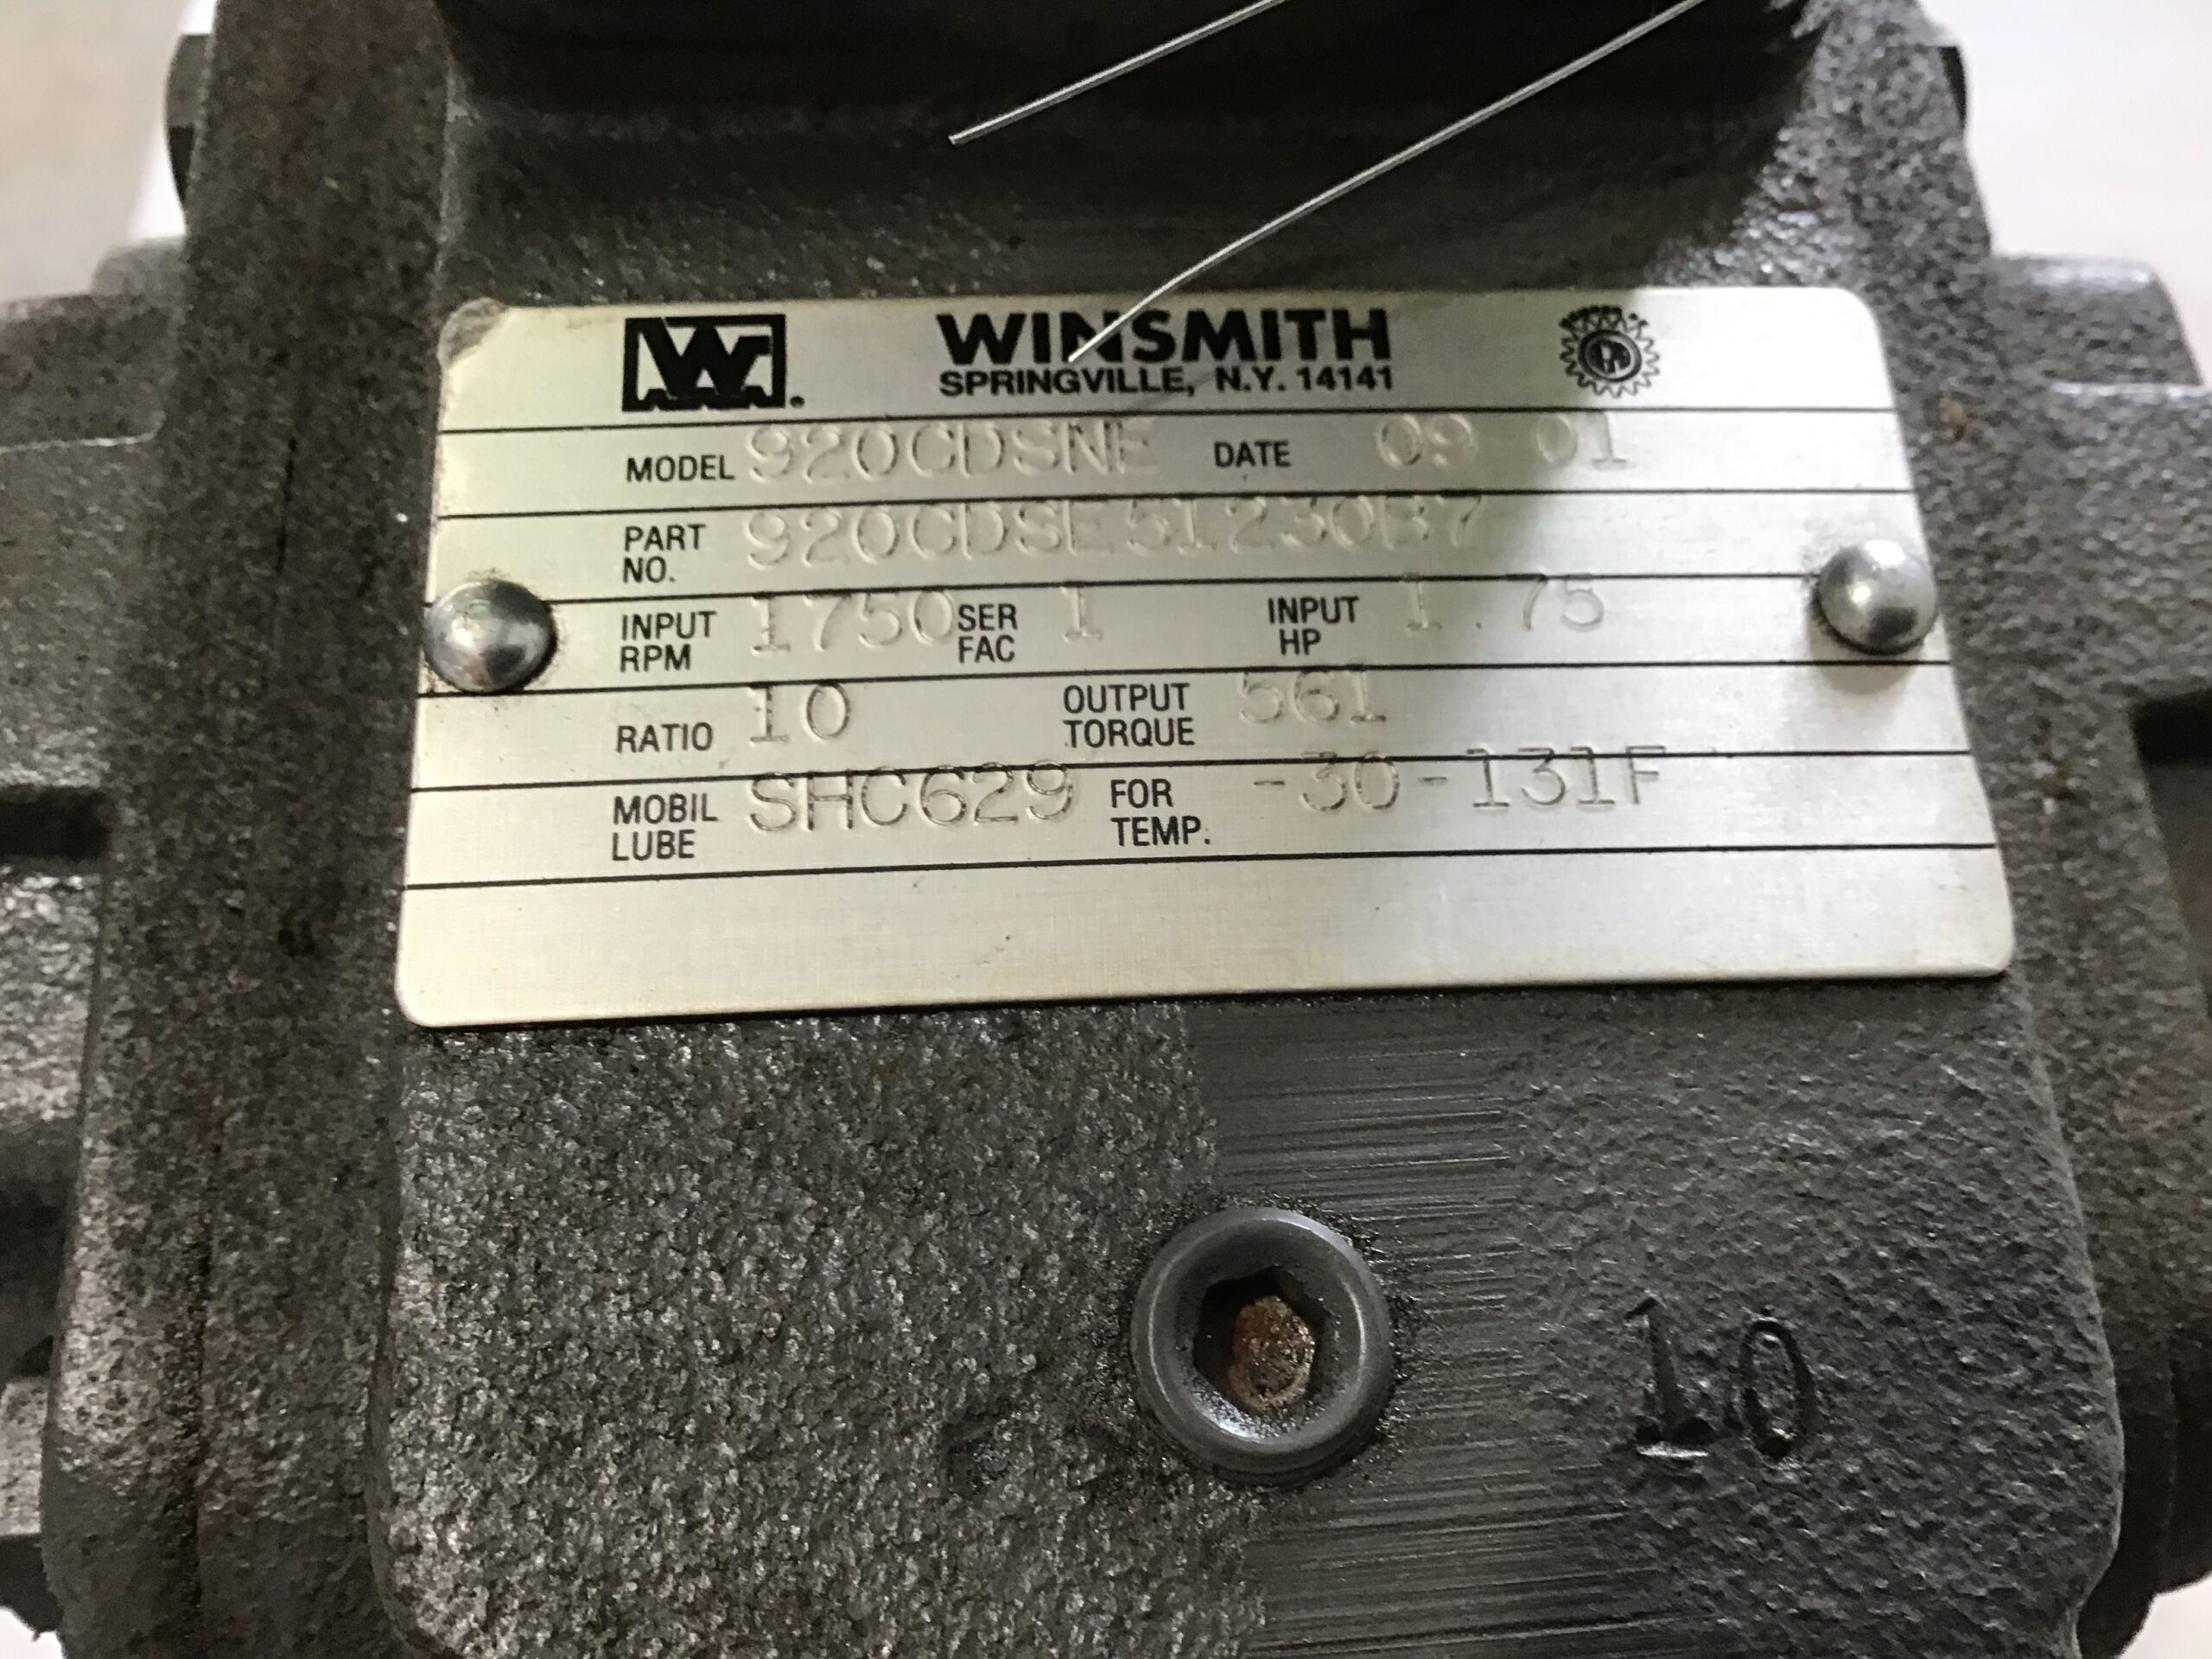 W
WINSMITH
SPRINGVILLE, N.Y. 14141
MODEL 920CDSNE DATE 09 01
PART NO. 920CDSE51230B7
INPUT RPM 1750 SER FAC 1 INPUT HP 1.75
RATIO 10 OUTPUT TORQUE 561
MOBIL LUBE SHC629 FOR TEMP. -30-131F
10